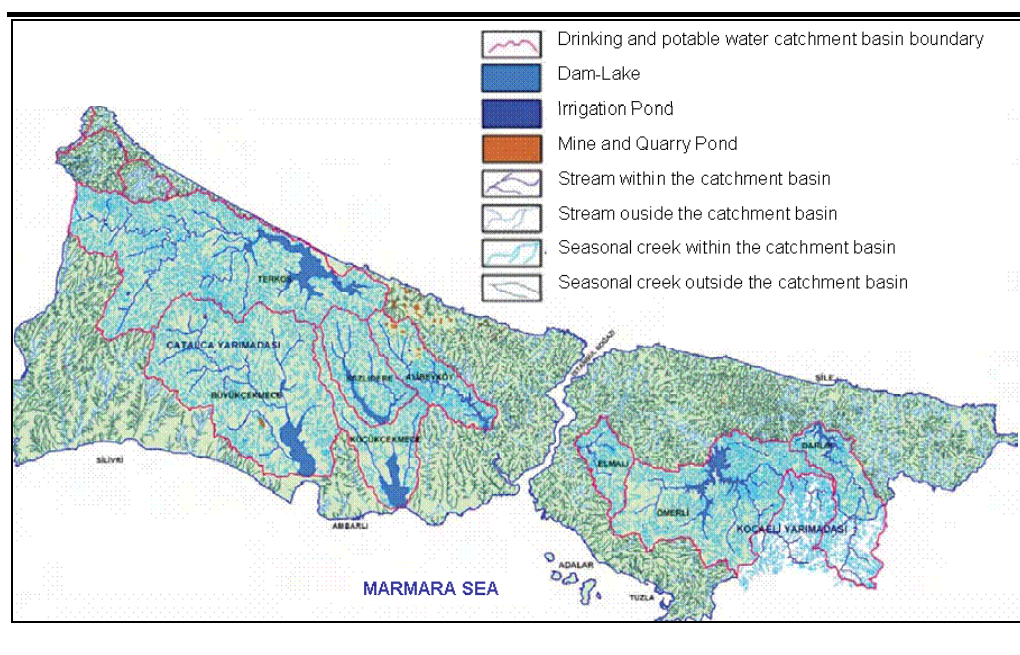 Drinking and potable water catchment basin boundary
Dam-Lake
Irrigation Pond
Mine and Quarry Pond
Stream within the catchment basin
Stream ouside the catchment basin
Seasonal creek within the catchment basin
Seasonal creek outside the catchment basin
TERKOS
ÇATALCA YARIMADASI
SAZLIDERE
ALİBEYKÖY
BÜYÜKÇEKMECE
KÜÇÜKÇEKMECE
SİLİVRİ
AMBARLI
İSTANBUL BOĞAZI
ŞİLE
DARLIK
ELMALI
ÖMERLİ
KOCAELİ YARIMADASI
ADALAR
TUZLA
MARMARA SEA